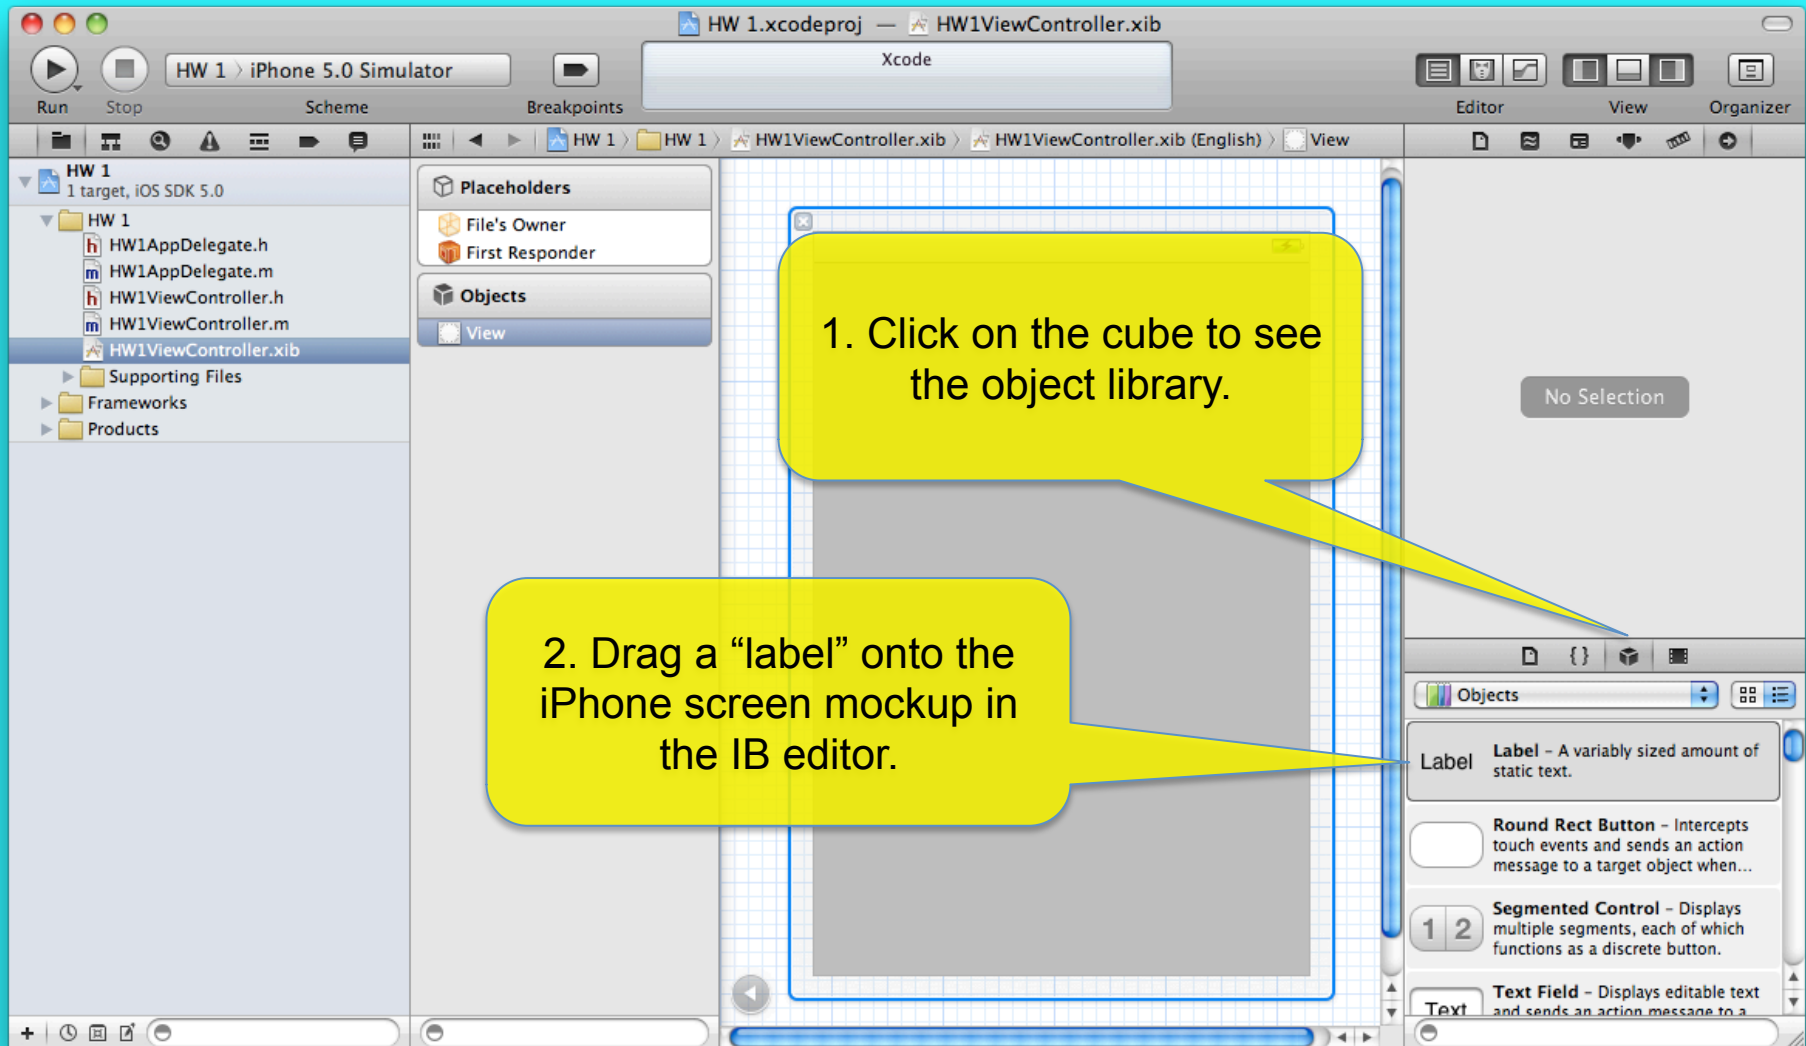 HW 1.xcodeproj — HW1ViewController.xib
HW 1 〉 iPhone 5.0 Simulator
Xcode
Run Stop Scheme Breakpoints Editor View Organizer
HW 1 〉 HW 1 〉 HW1ViewController.xib 〉 HW1ViewController.xib (English) 〉 View
HW 1
1 target, iOS SDK 5.0
HW 1
HW1AppDelegate.h
HW1AppDelegate.m
HW1ViewController.h
HW1ViewController.m
HW1ViewController.xib
Supporting Files
Frameworks
Products
Placeholders
File's Owner
First Responder
Objects
View
1. Click on the cube to see
the object library.
2. Drag a “label” onto the
iPhone screen mockup in
the IB editor.
No Selection
{}
Objects
Label
Label – A variably sized amount of
static text.
Round Rect Button – Intercepts
touch events and sends an action
message to a target object when...
1 2
Segmented Control – Displays
multiple segments, each of which
functions as a discrete button.
Text
Text Field – Displays editable text
and sends an action message to a